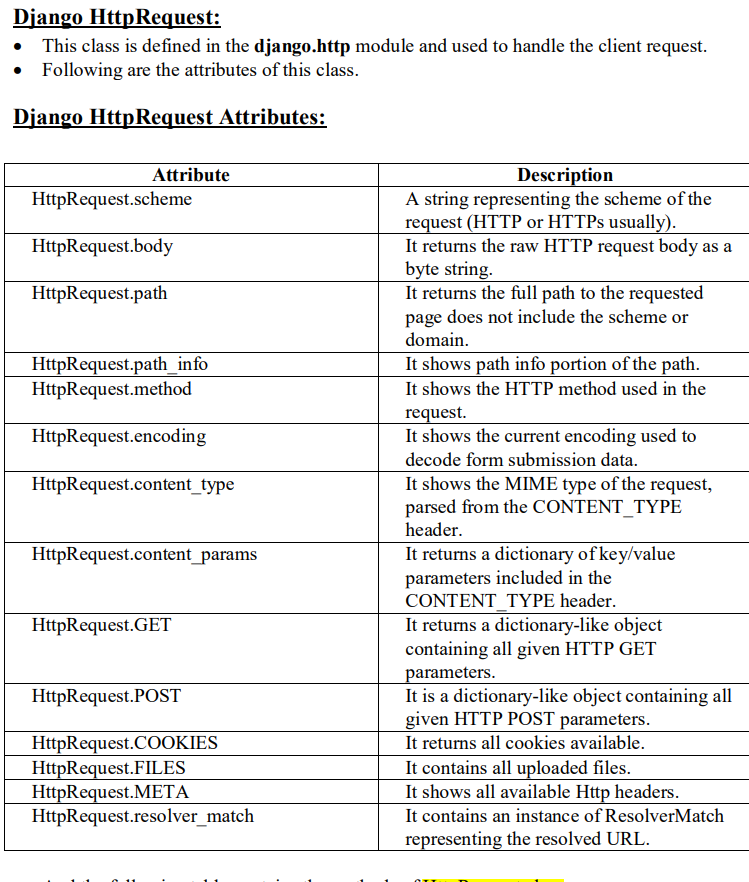 Django HttpRequest:
• This class is defined in the django.http module and used to handle the client request.
• Following are the attributes of this class.
Django HttpRequest Attributes:
Attribute Description
HttpRequest.scheme A string representing the scheme of the
request (HTTP or HTTPs usually).
HttpRequest.body It returns the raw HTTP request body as a
byte string.
HttpRequest.path It returns the full path to the requested
page does not include the scheme or
domain.
HttpRequest.path_info It shows path info portion of the path.
HttpRequest.method It shows the HTTP method used in the
request.
HttpRequest.encoding It shows the current encoding used to
decode form submission data.
HttpRequest.content_type It shows the MIME type of the request,
parsed from the CONTENT_TYPE
header.
HttpRequest.content_params It returns a dictionary of key/value
parameters included in the
CONTENT_TYPE header.
HttpRequest.GET It returns a dictionary-like object
containing all given HTTP GET
parameters.
HttpRequest.POST It is a dictionary-like object containing all
given HTTP POST parameters.
HttpRequest.COOKIES It returns all cookies available.
HttpRequest.FILES It contains all uploaded files.
HttpRequest.META It shows all available Http headers.
HttpRequest.resolver_match It contains an instance of ResolverMatch
representing the resolved URL.